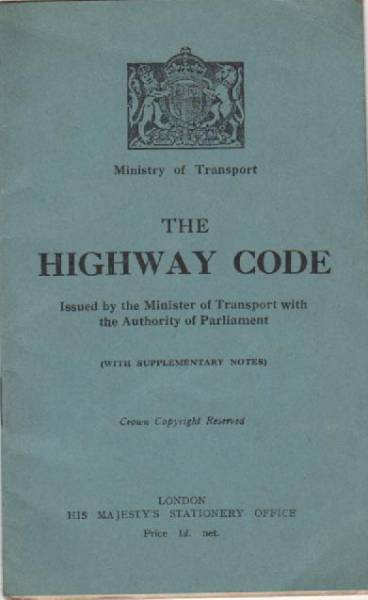 Ministry of Transport
THE
HIGHWAY CODE
Issued by the Minister of Transport with
the Authority of Parliament
(WITH SUPPLEMENTARY NOTES)
Crown Copyright Reserved
LONDON
HIS MAJESTY'S STATIONERY OFFICE
Price 1d. net.